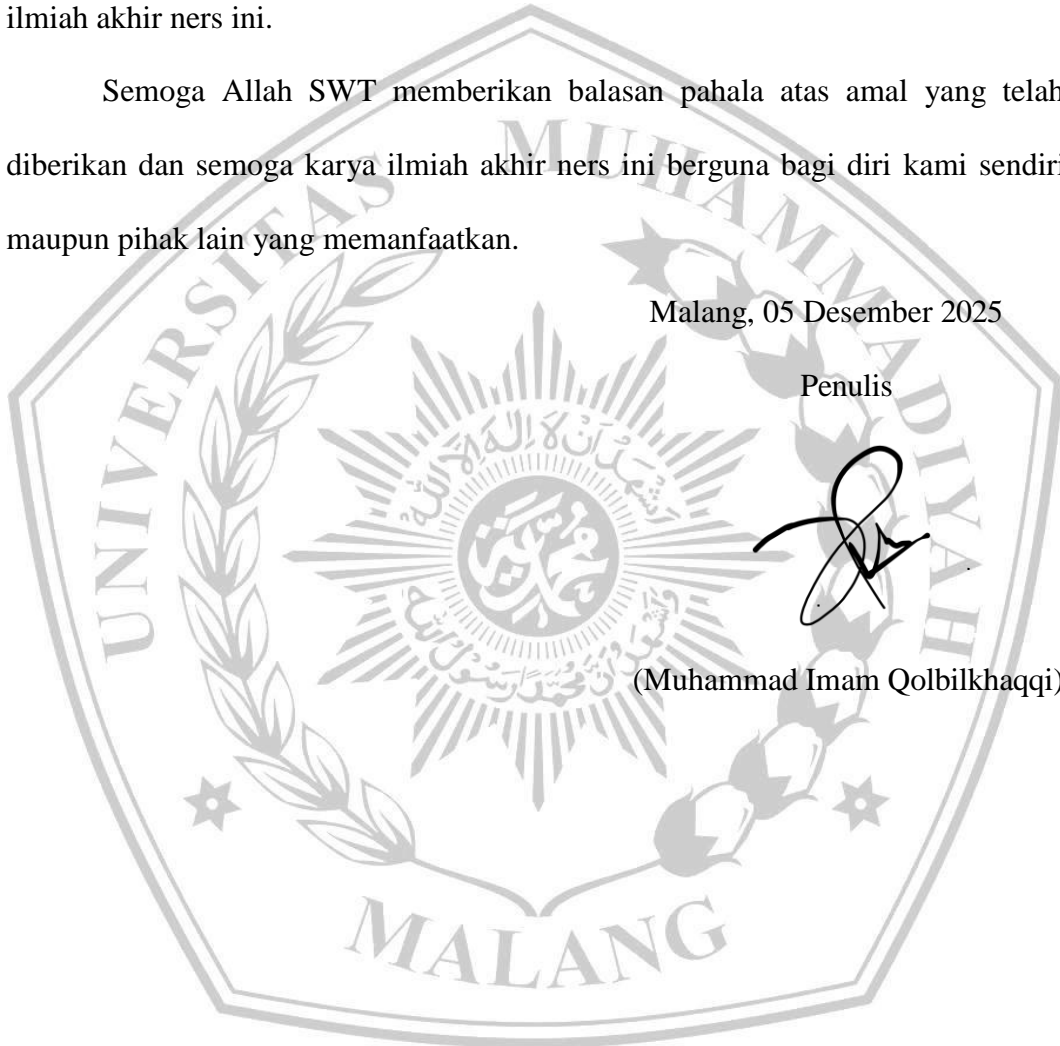 ilmiah akhir ners ini.
Semoga Allah SWT memberikan balasan pahala atas amal yang telah
diberikan dan semoga karya ilmiah akhir ners ini berguna bagi diri kami sendiri
maupun pihak lain yang memanfaatkan.
Malang, 05 Desember 2025
Penulis
(Muhammad Imam Qolbilkhaqqi)
UNIVERSITAS MUHAMMADIYAH
MALANG